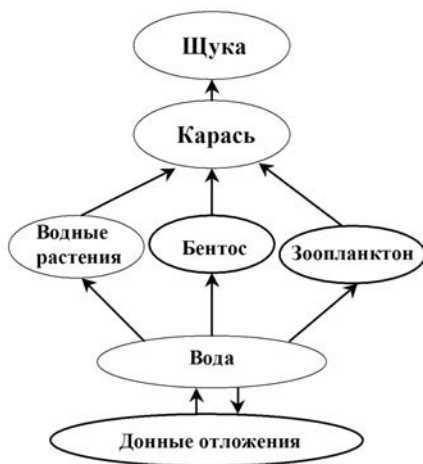 Щука
Карась
Водные
растения
Бентос
Зоопланктон
Вода
Донные отложения